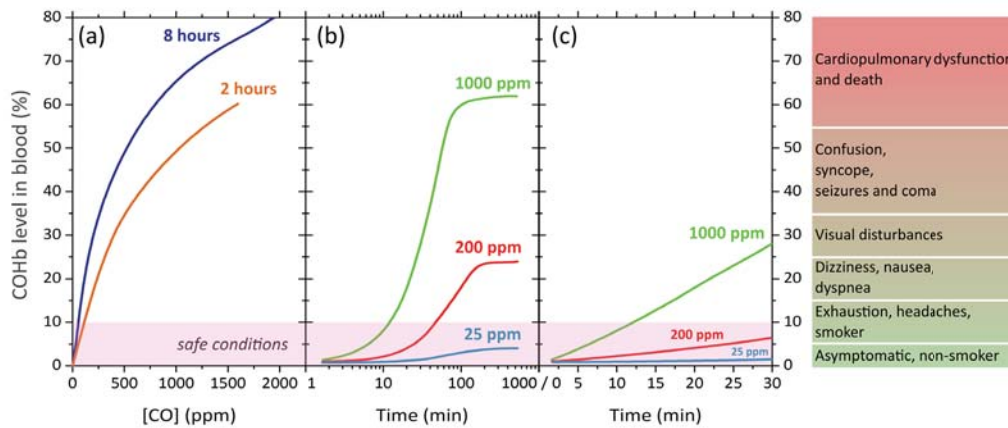 80
70
60
50
40
30
20
10
0
COHb level in blood (%)
(a)
8 hours
2 hours
safe conditions
0 500 1000 1500 2000
[CO] (ppm)
(b)
1000 ppm
200 ppm
25 ppm
1 10 100 1000
Time (min)
(c)
1000 ppm
200 ppm
25 ppm
/ 0 5 10 15 20 25 30
Time (min)
80
70
60
50
40
30
20
10
0
Cardiopulmonary dysfunction
and death
Confusion,
syncope,
seizures and coma
Visual disturbances
Dizziness, nausea,
dyspnea
Exhaustion, headaches,
smoker
Asymptomatic, non-smoker